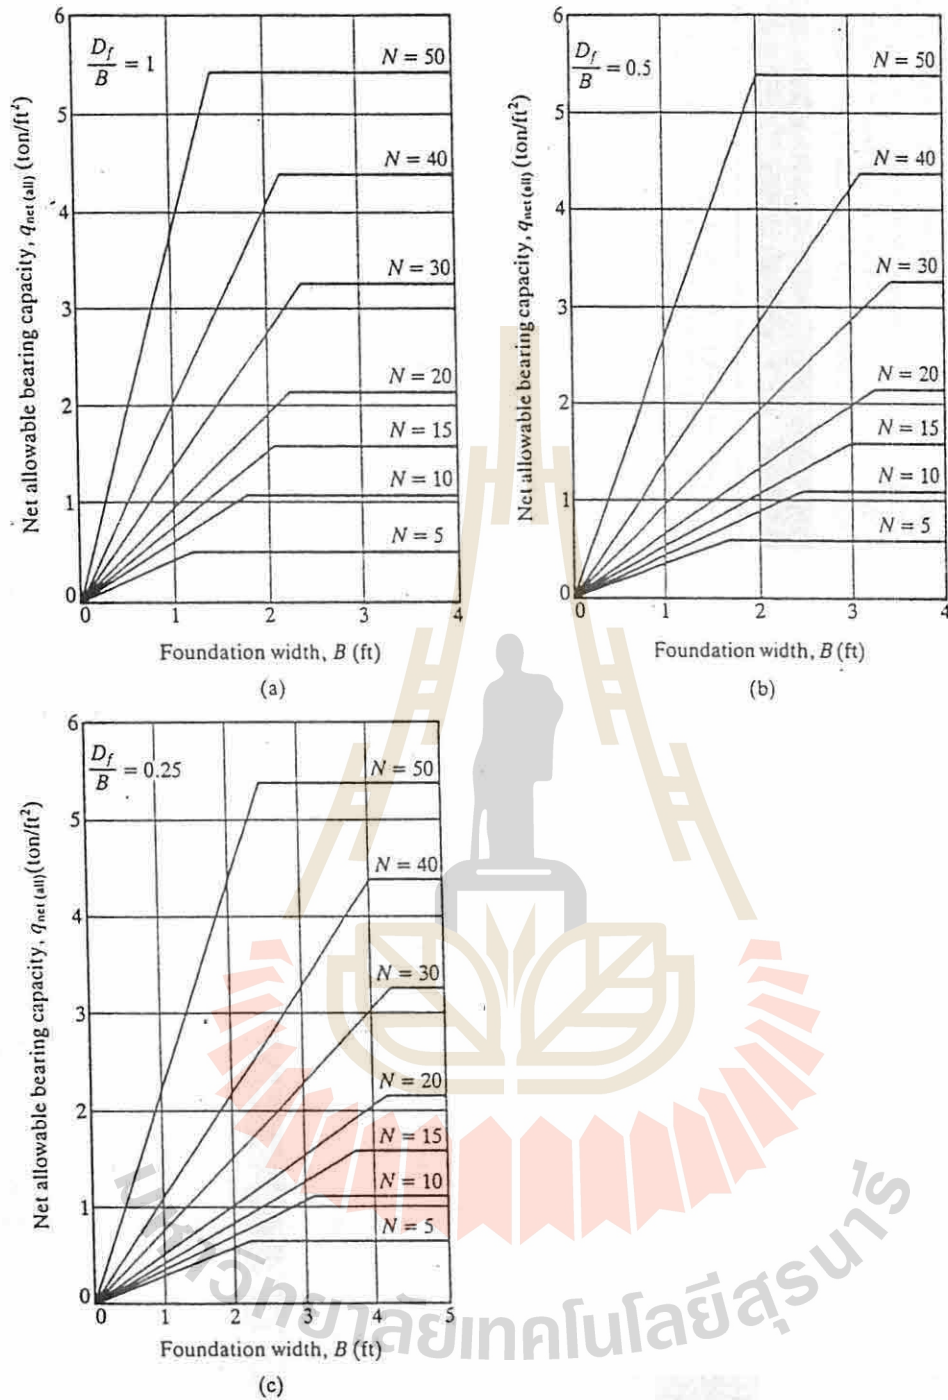 D_f/B = 1
N = 50
N = 40
N = 30
N = 20
N = 15
N = 10
N = 5
6
5
4
3
2
1
0
0 1 2 3 4
Net allowable bearing capacity, q_net (all) (ton/ft²)
Foundation width, B (ft)
(a)
D_f/B = 0.5
N = 50
N = 40
N = 30
N = 20
N = 15
N = 10
N = 5
6
5
4
3
2
1
0
0 1 2 3 4
Net allowable bearing capacity, q_net (all) (ton/ft²)
Foundation width, B (ft)
(b)
D_f/B = 0.25
N = 50
N = 40
N = 30
N = 20
N = 15
N = 10
N = 5
6
5
4
3
2
1
0
0 1 2 3 4 5
Net allowable bearing capacity, q_net (all) (ton/ft²)
Foundation width, B (ft)
(c)
มหาวิทยาลัยเทคโนโลยีสุรนารี